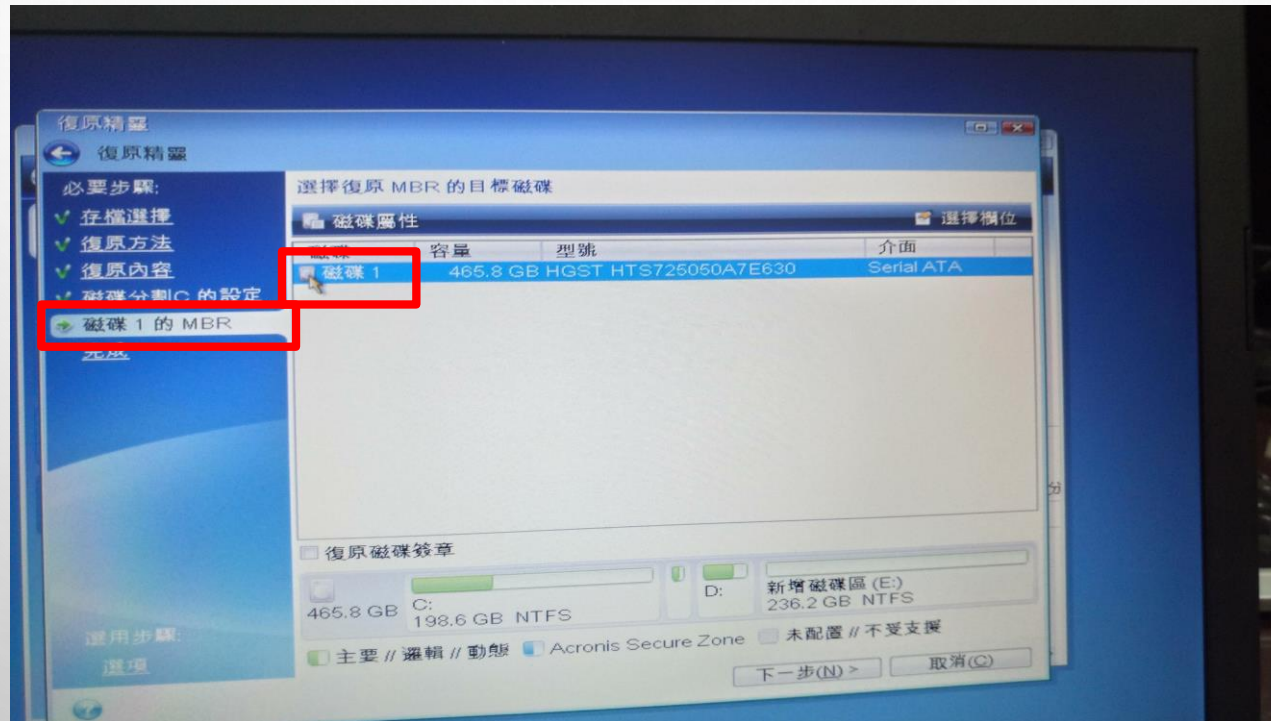 復原精靈
復原精靈
必要步驟:
存檔選擇
復原方法
復原內容
磁碟分割C 的設定
磁碟 1 的 MBR
完成
選用步驟:
選項
選擇復原 MBR 的目標磁碟
磁碟屬性 選擇欄位
磁碟 容量 型號 介面
磁碟 1 465.8 GB HGST HTS725050A7E630 Serial ATA
復原磁碟簽章
465.8 GB
C:
198.6 GB NTFS
D:
新增磁碟區 (E:)
236.2 GB NTFS
主要 // 邏輯 // 動態 Acronis Secure Zone 未配置 // 不受支援
下一步(N) > 取消(C)